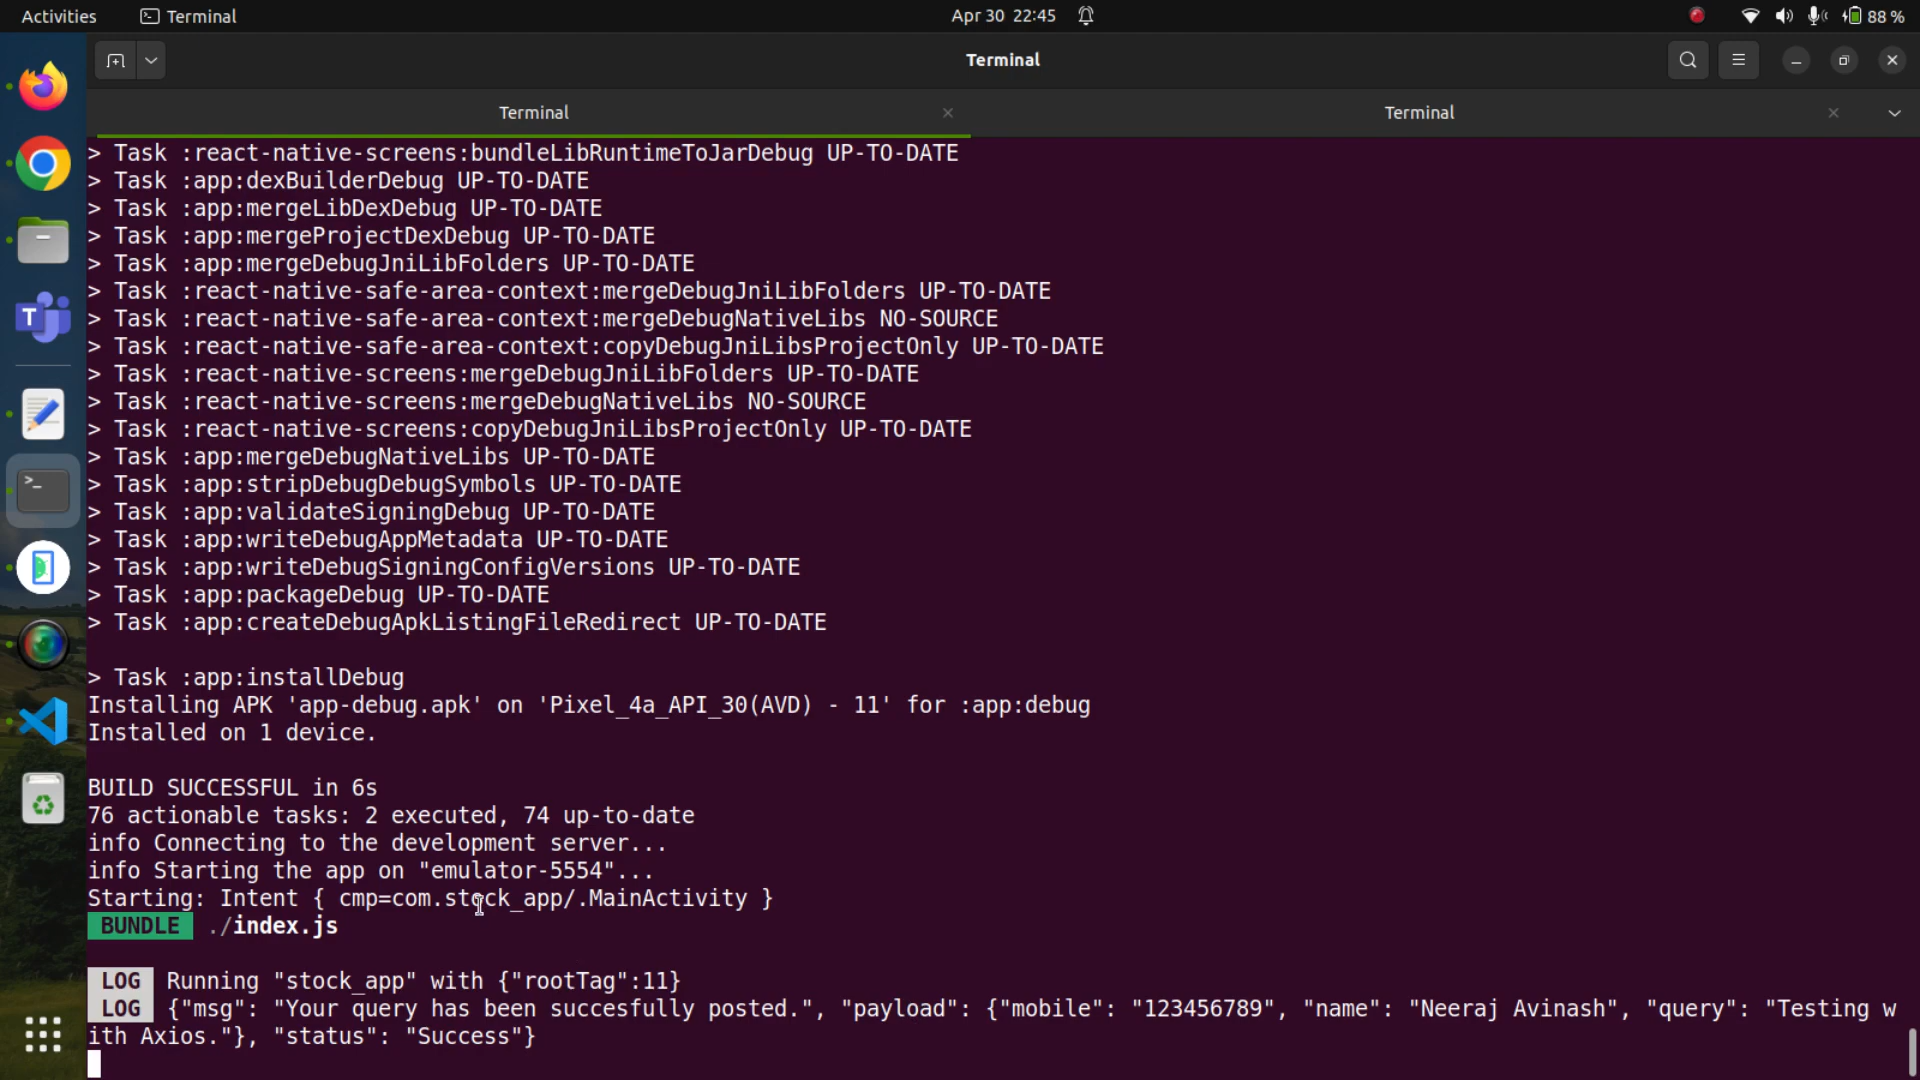 Activities Terminal Apr 30 22:45 88 %
Terminal
Terminal Terminal
> Task :react-native-screens:bundleLibRuntimeToJarDebug UP-TO-DATE
> Task :app:dexBuilderDebug UP-TO-DATE
> Task :app:mergeLibDexDebug UP-TO-DATE
> Task :app:mergeProjectDexDebug UP-TO-DATE
> Task :app:mergeDebugJniLibFolders UP-TO-DATE
> Task :react-native-safe-area-context:mergeDebugJniLibFolders UP-TO-DATE
> Task :react-native-safe-area-context:mergeDebugNativeLibs NO-SOURCE
> Task :react-native-safe-area-context:copyDebugJniLibsProjectOnly UP-TO-DATE
> Task :react-native-screens:mergeDebugJniLibFolders UP-TO-DATE
> Task :react-native-screens:mergeDebugNativeLibs NO-SOURCE
> Task :react-native-screens:copyDebugJniLibsProjectOnly UP-TO-DATE
> Task :app:mergeDebugNativeLibs UP-TO-DATE
> Task :app:stripDebugDebugSymbols UP-TO-DATE
> Task :app:validateSigningDebug UP-TO-DATE
> Task :app:writeDebugAppMetadata UP-TO-DATE
> Task :app:writeDebugSigningConfigVersions UP-TO-DATE
> Task :app:packageDebug UP-TO-DATE
> Task :app:createDebugApkListingFileRedirect UP-TO-DATE
> Task :app:installDebug
Installing APK 'app-debug.apk' on 'Pixel_4a_API_30(AVD) - 11' for :app:debug
Installed on 1 device.
BUILD SUCCESSFUL in 6s
76 actionable tasks: 2 executed, 74 up-to-date
info Connecting to the development server...
info Starting the app on "emulator-5554"...
Starting: Intent { cmp=com.stock_app/.MainActivity }
BUNDLE ./index.js
LOG Running "stock_app" with {"rootTag":11}
LOG {"msg": "Your query has been succesfully posted.", "payload": {"mobile": "123456789", "name": "Neeraj Avinash", "query": "Testing w
ith Axios."}, "status": "Success"}